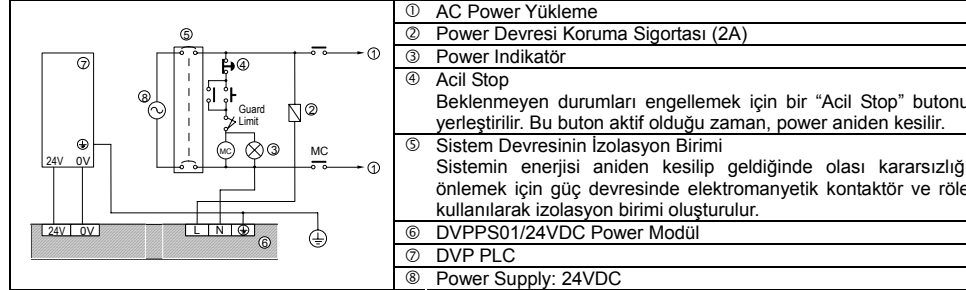 ① AC Power Yükleme
② Power Devresi Koruma Sigortası (2A)
③ Power Indikatör
④ Acil Stop
Beklenmeyen durumları engellemek için bir “Acil Stop” butonu
yerleştirilir. Bu buton aktif olduğu zaman, power aniden kesilir.
⑤ Sistem Devresinin İzolasyon Birimi
Sistemin enerjisi aniden kesilip geldiğinde olası kararsızlığ
önlemek için güç devresinde elektromanyetik kontaktör ve röle
kullanılarak izolasyon birimi oluşturulur.
⑥ DVPPS01/24VDC Power Modül
⑦ DVP PLC
⑧ Power Supply: 24VDC
⑤
①
⑦
④
⑧
Guard
Limit
②
MC
③
MC
①
24V 0V
24V 0V
L N
⑥